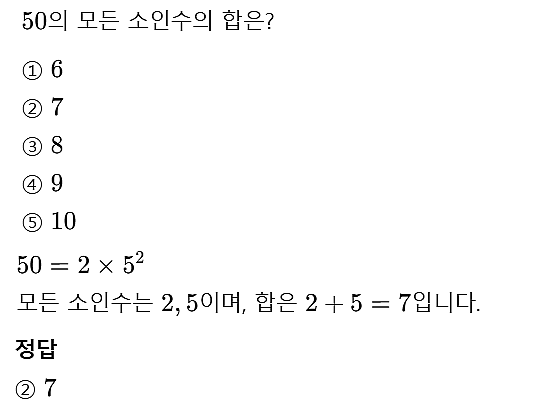 50의 모든 소인수의 합은?
① 6
② 7
③ 8
④ 9
⑤ 10
50 = 2 × 5²
모든 소인수는 2, 5이며, 합은 2 + 5 = 7입니다.
정답
② 7